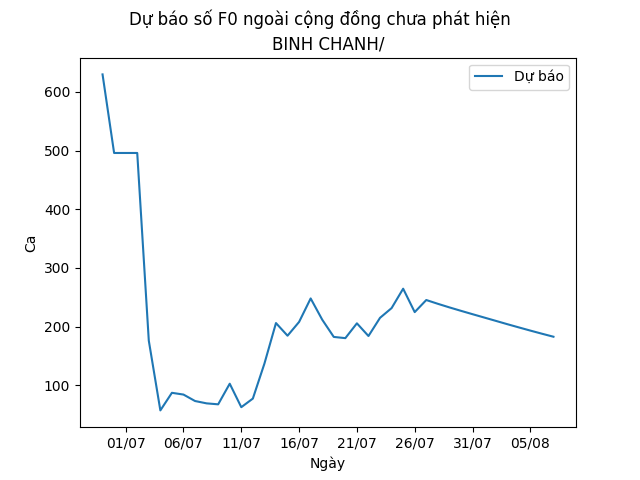 Dự báo số F0 ngoài cộng đồng chưa phát hiện
BINH CHANH/
Dự báo
Ca
600
500
400
300
200
100
01/07 06/07 11/07 16/07 21/07 26/07 31/07 05/08
Ngày